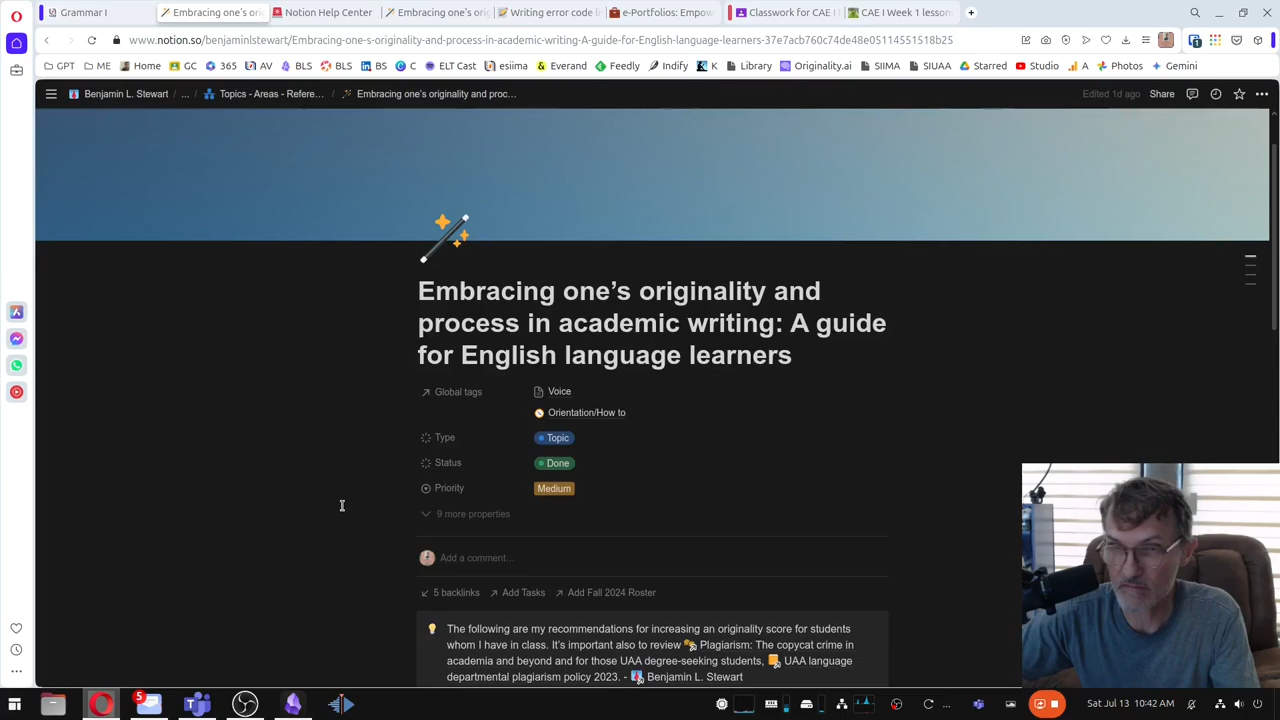 Grammar I
Embracing one's orig
Notion Help Center
Embracing one's orig
Writing error code li
e-Portfolios: Empow
Classwork for CAE I
CAE I Week 1 lessons
www.notion.so/benjaminlstewart/Embracing-one-s-originality-and-process-in-academic-writing-A-guide-for-English-language-learners-37e7acb760c74de48e05114551518b25
GPT
ME
Home
GC
365
AV
BLS
BLS
BS
C
ELT Cast
esiima
Everand
Feedly
Indify
K
Library
Originality.ai
SIIMA
SIUAA
Starred
Studio
A
Photos
Gemini
Benjamin L. Stewart / ... / Topics - Areas - Refere... / Embracing one's originality and proc...
Edited 1d ago
Share
Embracing one's originality and
process in academic writing: A guide
for English language learners
Global tags
Voice
Orientation/How to
Type
Topic
Status
Done
Priority
Medium
9 more properties
Add a comment...
5 backlinks
Add Tasks
Add Fall 2024 Roster
The following are my recommendations for increasing an originality score for students
whom I have in class. It's important also to review Plagiarism: The copycat crime in
academia and beyond and for those UAA degree-seeking students, UAA language
departmental plagiarism policy 2023. - Benjamin L. Stewart
5
Sat Jul 13
10:42 AM